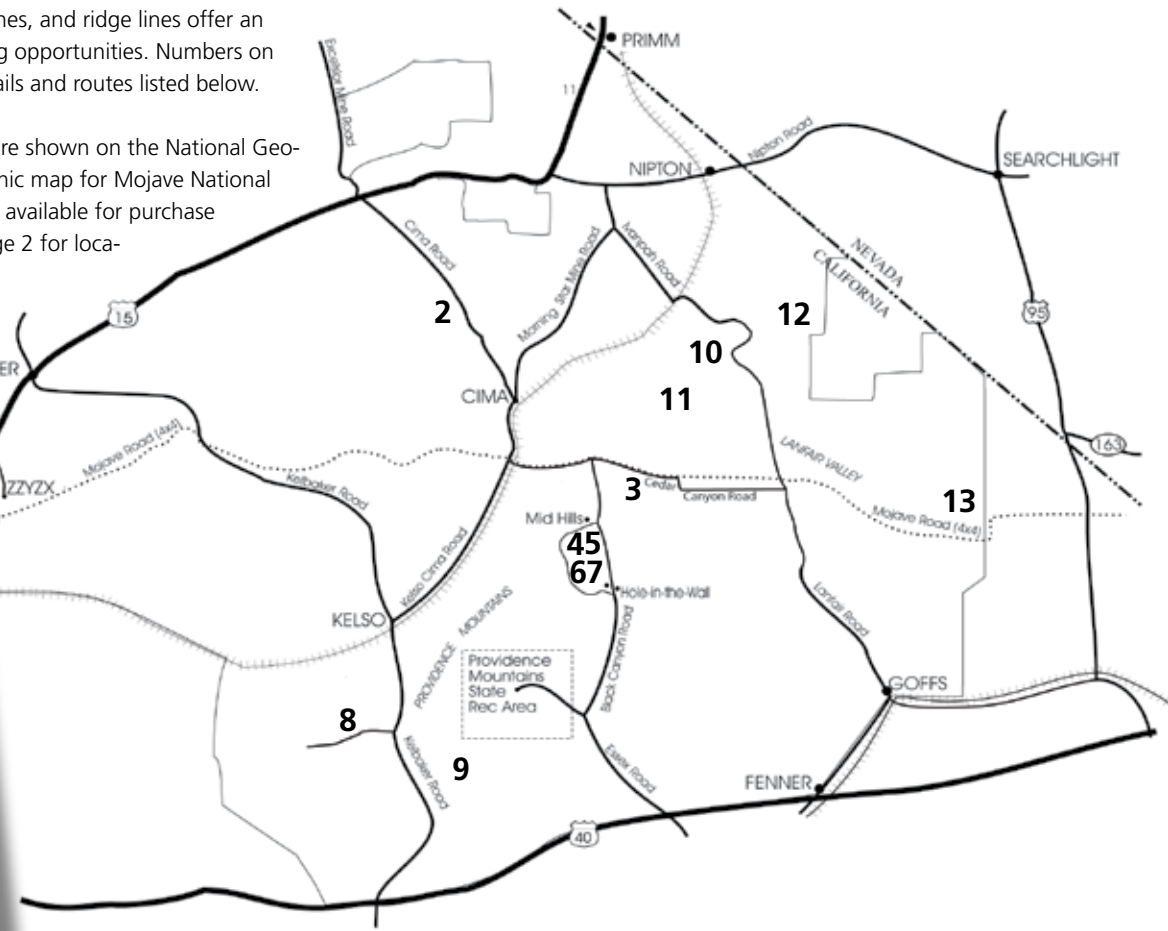 nes, and ridge lines offer an
g opportunities. Numbers on
ails and routes listed below.
re shown on the National Geo-
nic map for Mojave National
available for purchase
ge 2 for loca-
PRIMM
Excelsior Mine Road
11
NIPTON
Nipton Road
SEARCHLIGHT
Cima Road
Morning Star Mine Road
Ivanpah Road
NEVADA
CALIFORNIA
15
2
12
95
10
ER
11
CIMA
163
Mojave Road (4x4)
LANFAIR VALLEY
ZZYZX
Kelbaker Road
3
Cedar
Canyon Road
13
Mojave Road (4x4)
Mid Hills
45
67
Hole-in-the-Wall
Kelso Cima Road
KELSO
PROVIDENCE MOUNTAINS
Black Canyon Road
Lanfair Road
Providence
Mountains
State
Rec Area
GOFFS
8
Kelbaker Road
9
Essex Road
FENNER
40